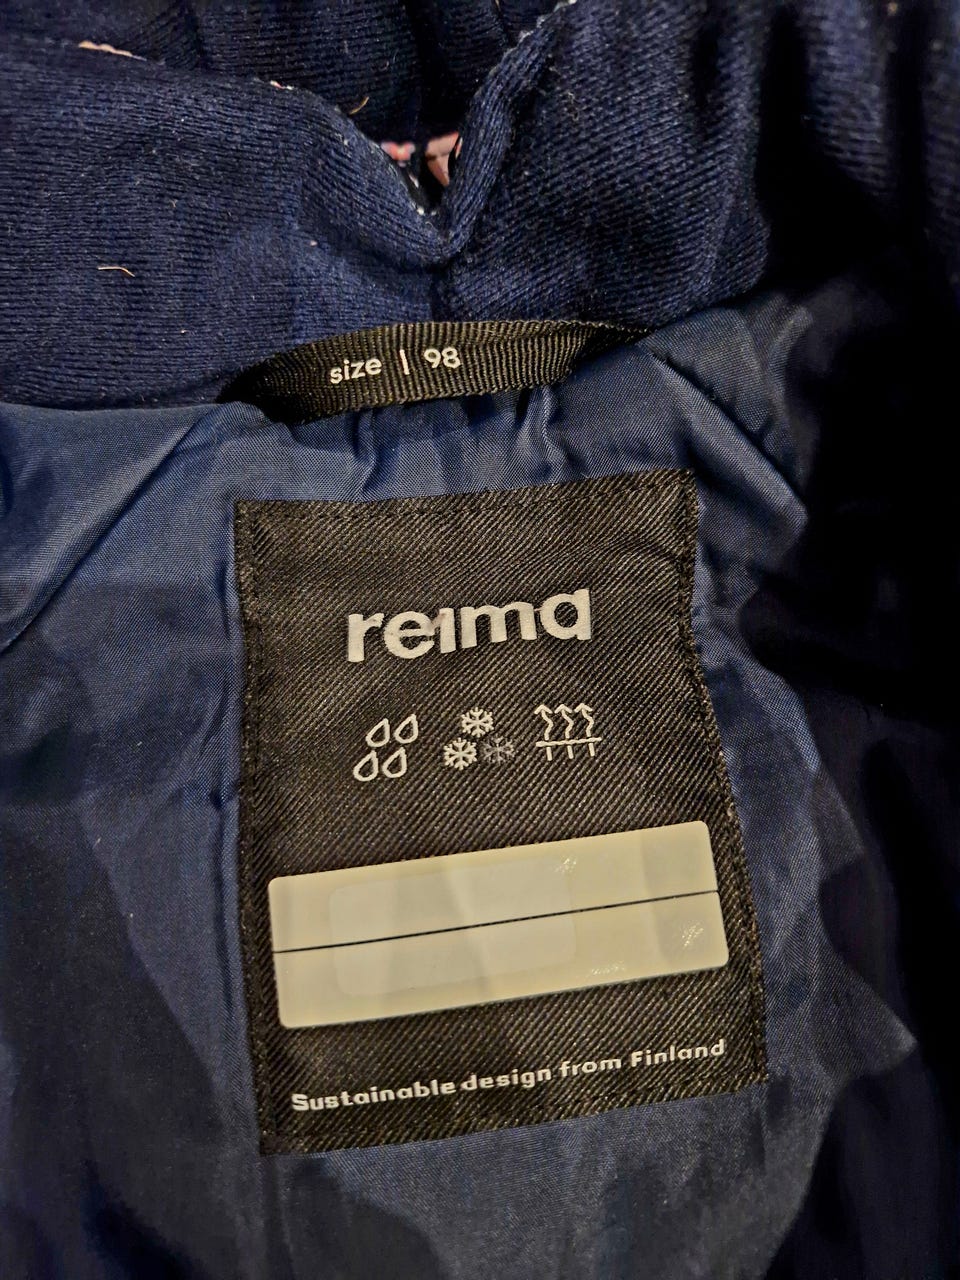 size | 98
reima
Sustainable design from Finland